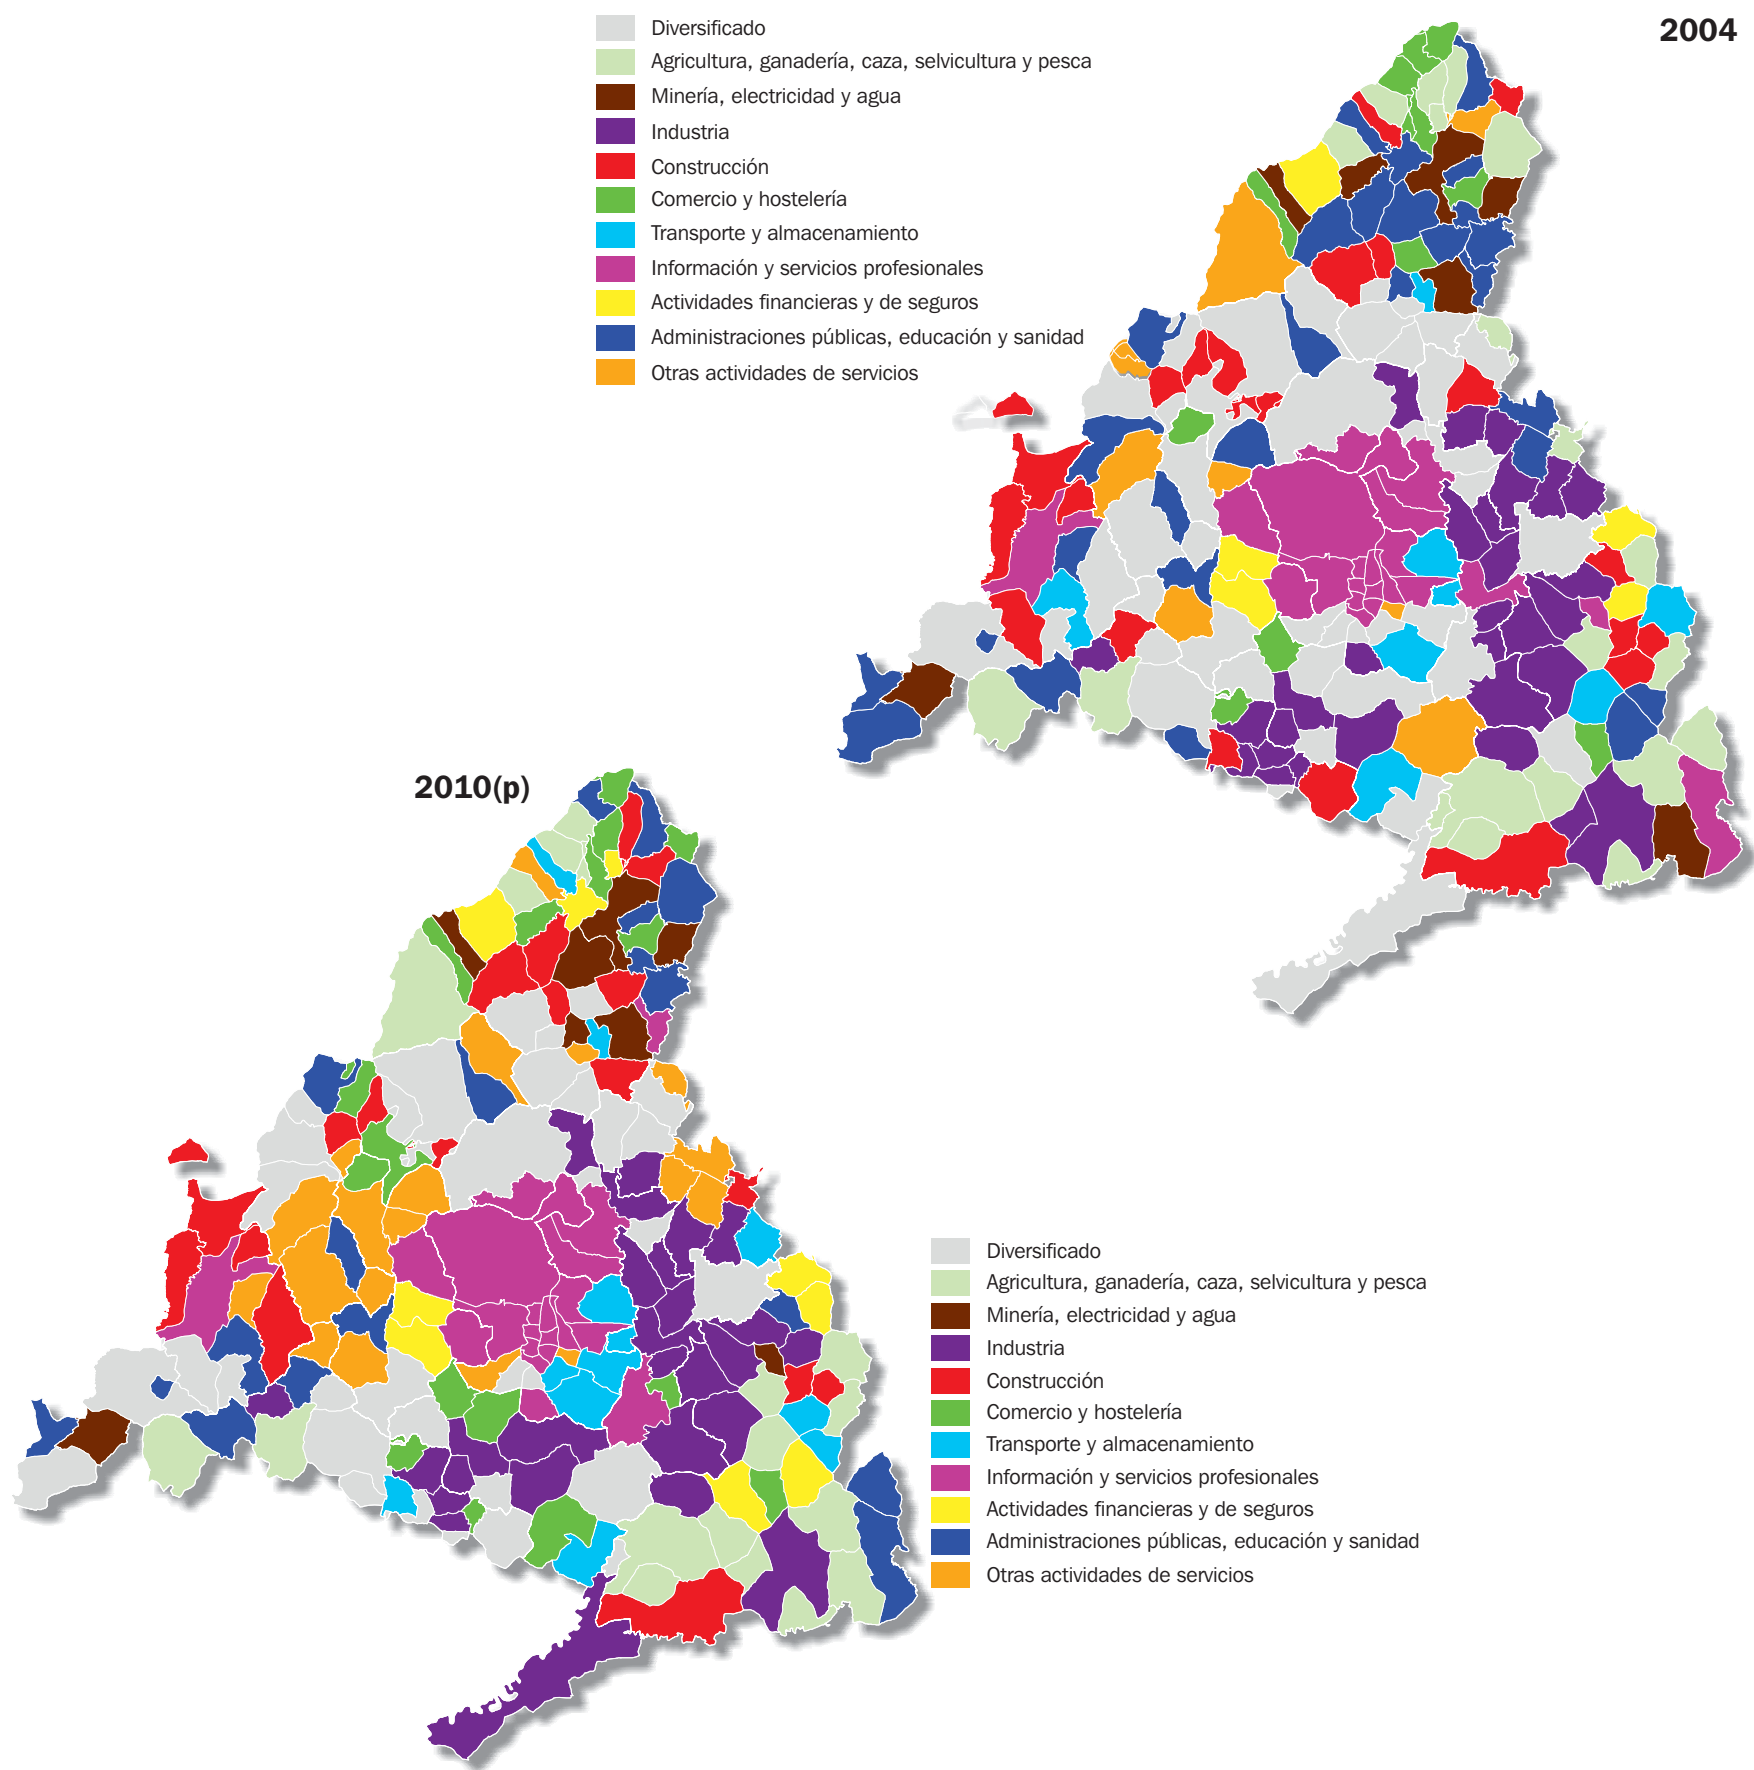 2004
Diversificado
Agricultura, ganadería, caza, selvicultura y pesca
Minería, electricidad y agua
Industria
Construcción
Comercio y hostelería
Transporte y almacenamiento
Información y servicios profesionales
Actividades financieras y de seguros
Administraciones públicas, educación y sanidad
Otras actividades de servicios
2010(p)
Diversificado
Agricultura, ganadería, caza, selvicultura y pesca
Minería, electricidad y agua
Industria
Construcción
Comercio y hostelería
Transporte y almacenamiento
Información y servicios profesionales
Actividades financieras y de seguros
Administraciones públicas, educación y sanidad
Otras actividades de servicios